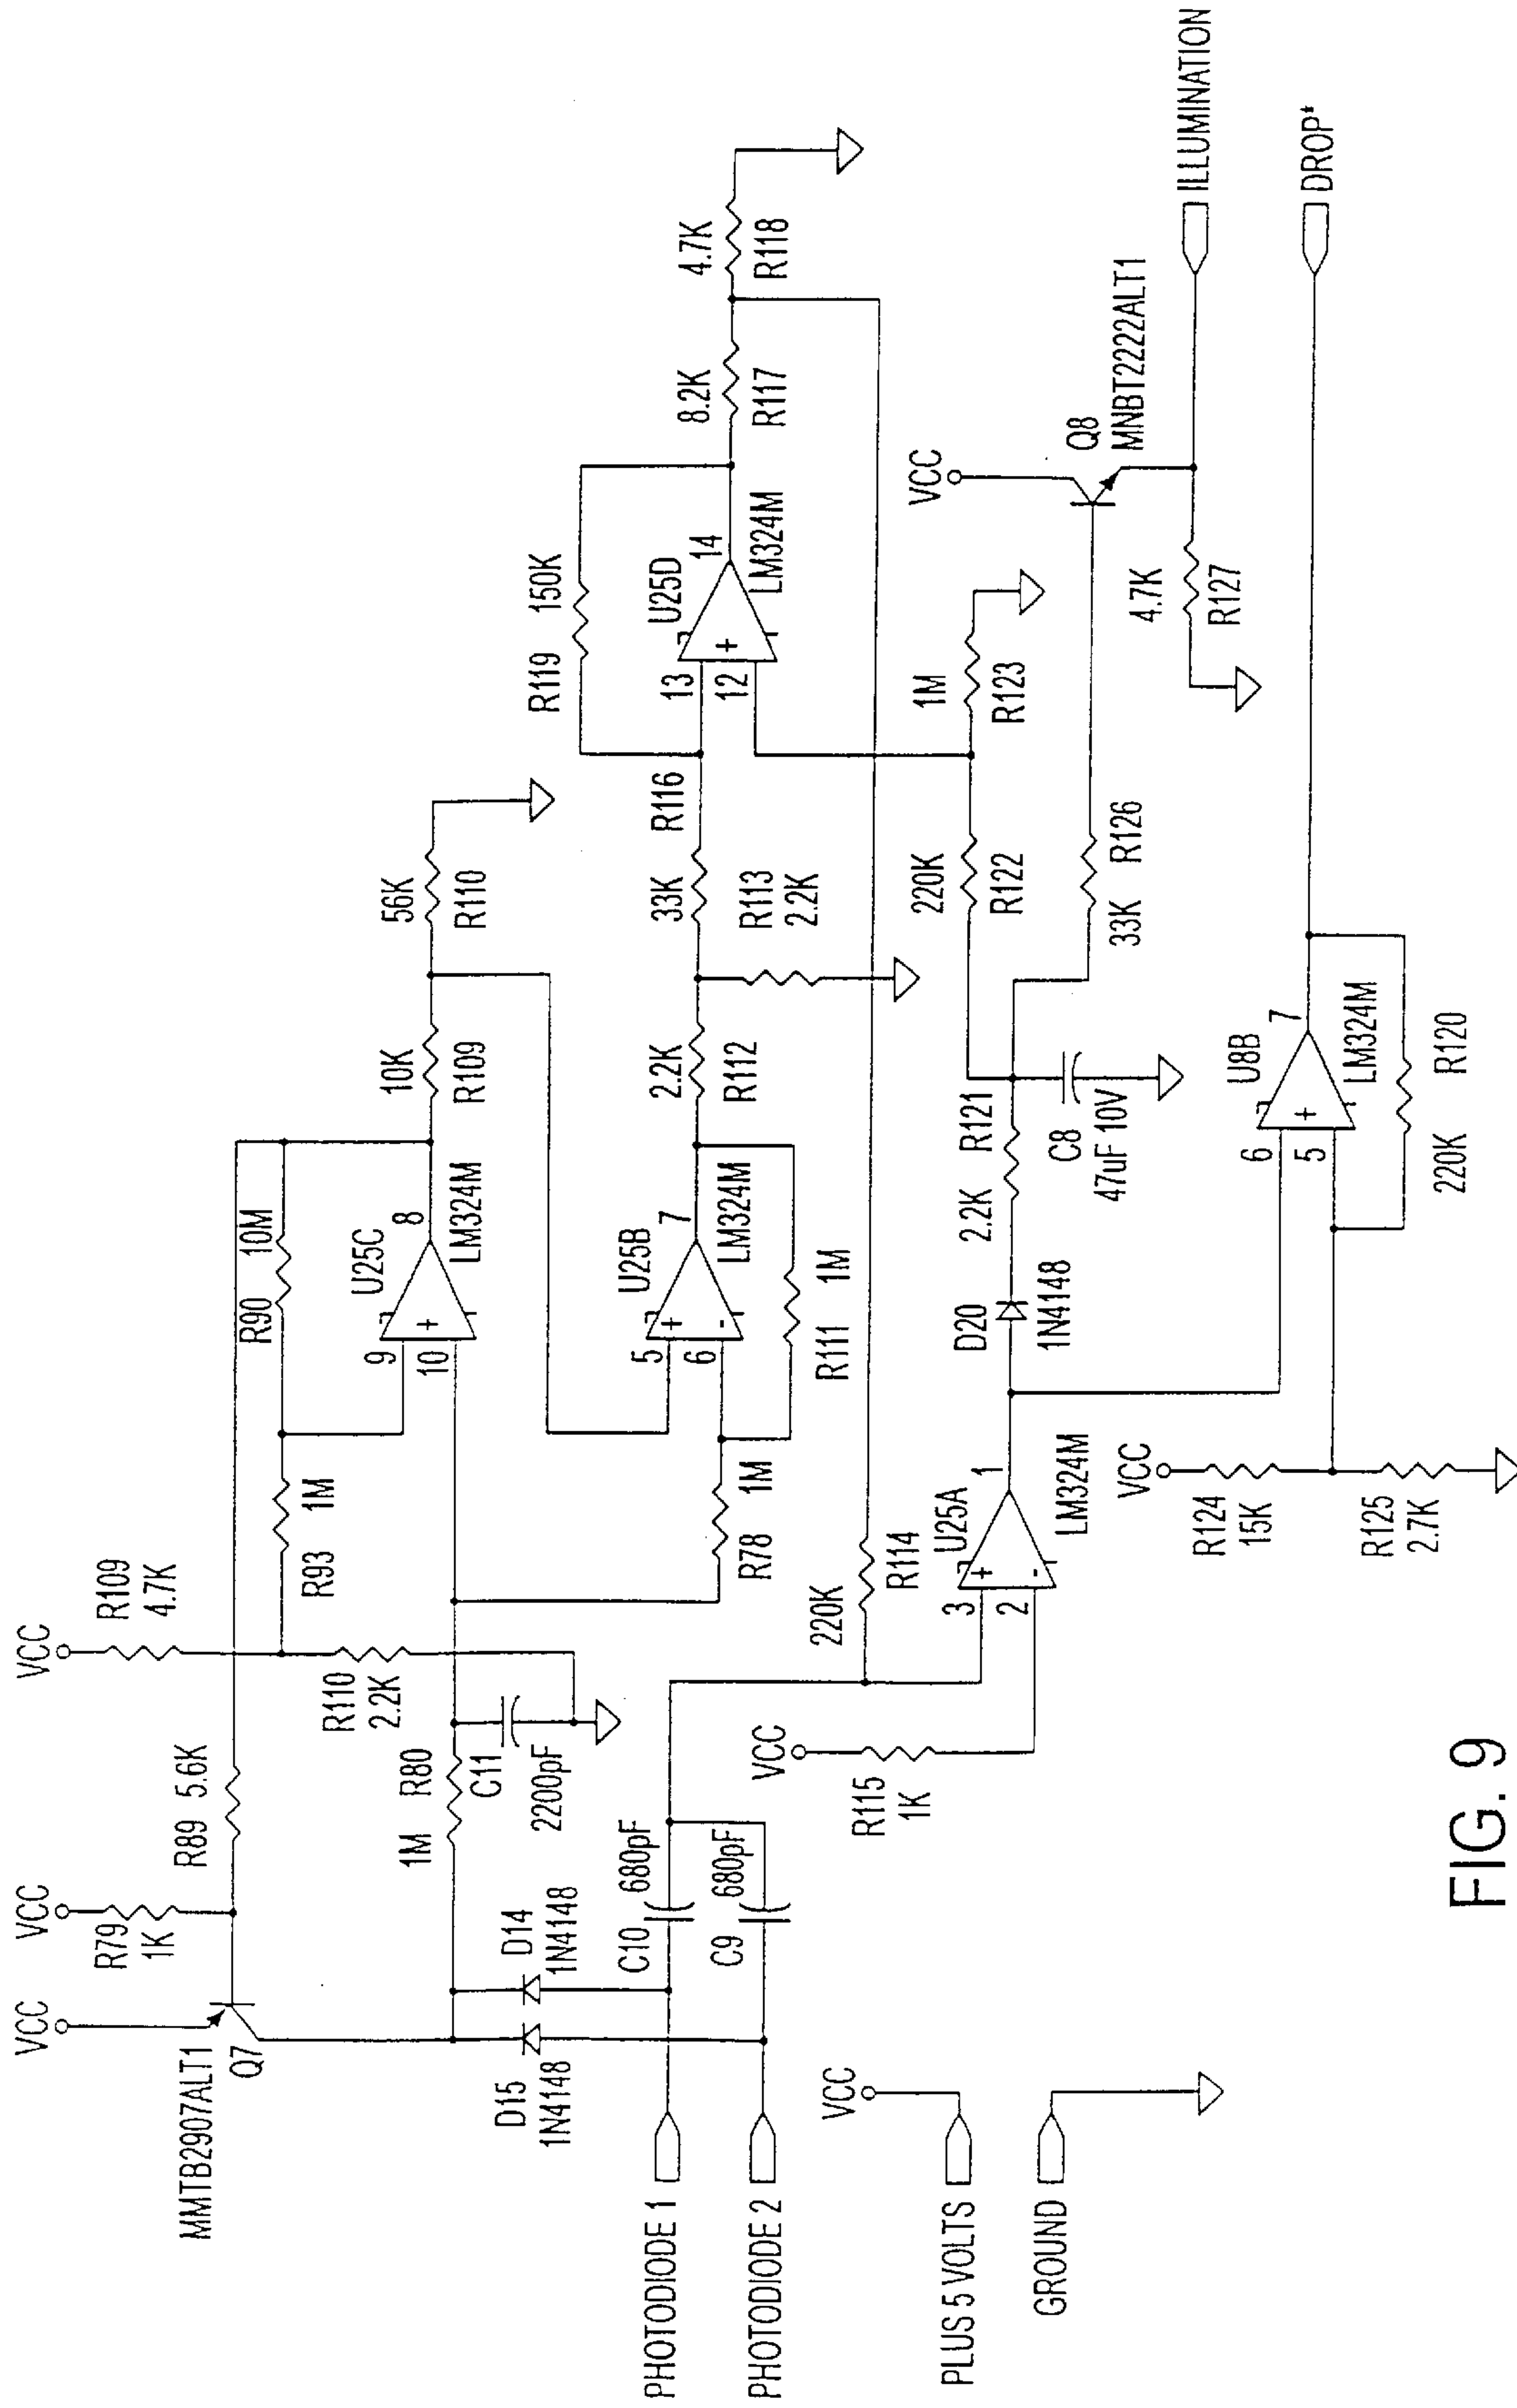 VCC
VCC
VCC
R79
1K
R89 5.6K
R109
4.7K
MMTB2907ALT1
Q7
R93
1M
R90 10M
R110
2.2K
1M R80
C11
2200pF
9
10
U25C
8
LM324M
10K
R109
56K
R110
D14
1N4148
D15
1N4148
C10
680pF
C9
680pF
R78
1M
5
6
+
-
U25B
7
LM324M
R111 1M
2.2K
R112
33K
R116
R113
2.2K
R119 150K
13
12
+
U25D
14
LM324M
8.2K
R117
4.7K
R118
PHOTODIODE 1
PHOTODIODE 2
PLUS 5 VOLTS
GROUND
VCC
VCC
R115
1K
220K
R114
3
2
+
-
U25A
1
LM324M
D20
1N4148
2.2K R121
C8
47uF 10V
220K
R122
1M
R123
33K R126
VCC
Q8
MNBT2222ALT1
4.7K
R127
ILLUMINATION
VCC
R124
15K
R125
2.7K
6
5
+
U8B
7
LM324M
220K R120
DROP*
+
FIG. 9